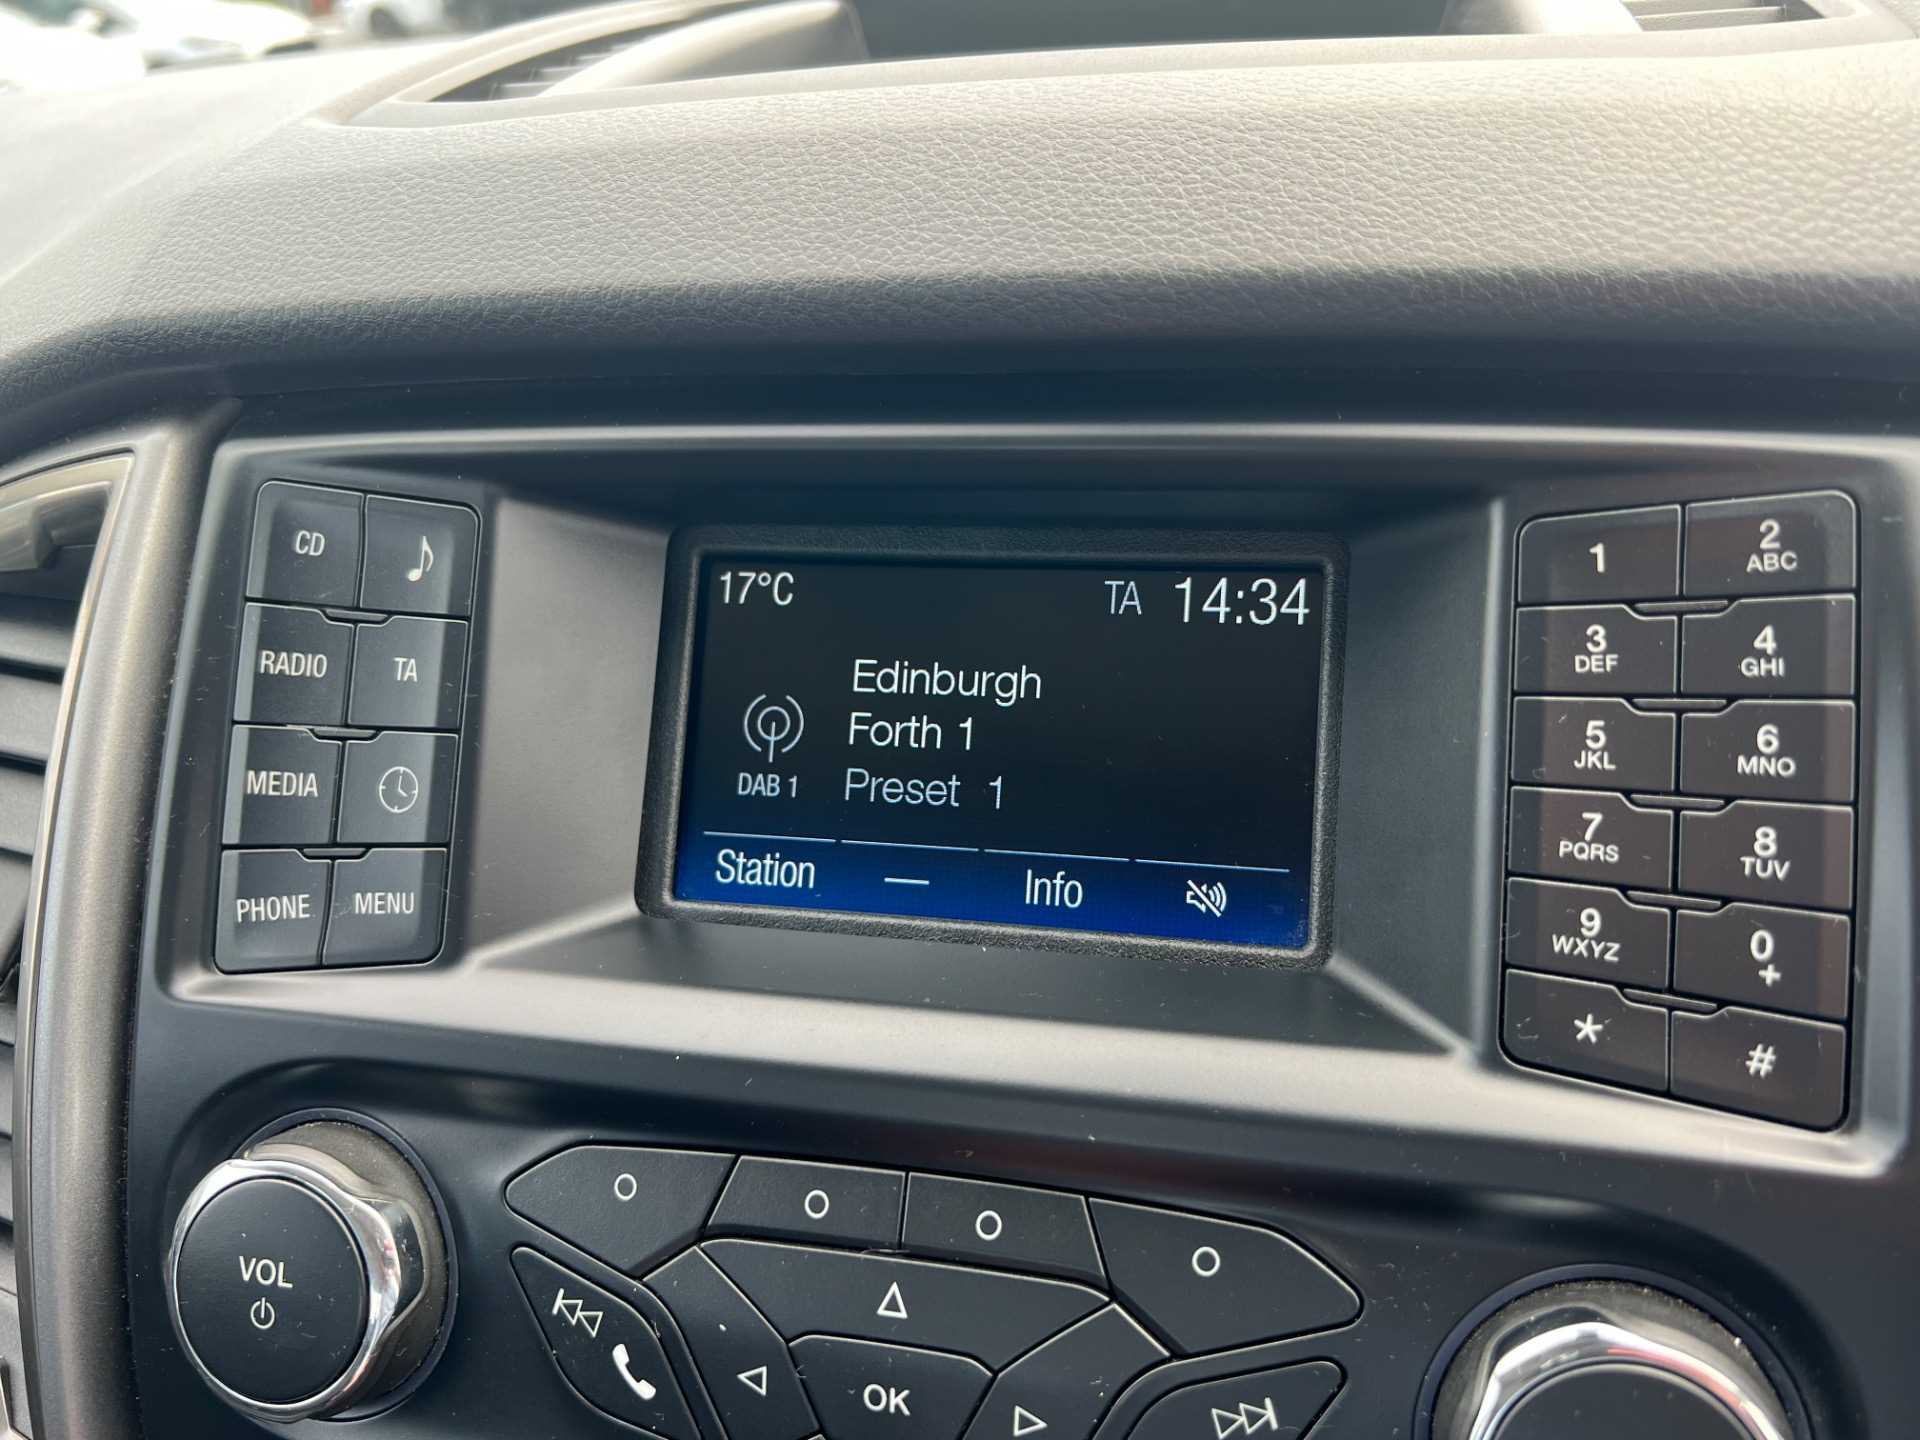 17°C TA 14:34
Edinburgh
Forth 1
DAB 1 Preset 1
Station — Info
CD
RADIO TA
MEDIA
PHONE MENU
1 2 ABC
3 DEF 4 GHI
5 JKL 6 MNO
7 PQRS 8 TUV
9 WXYZ 0 +
* #
VOL
OK